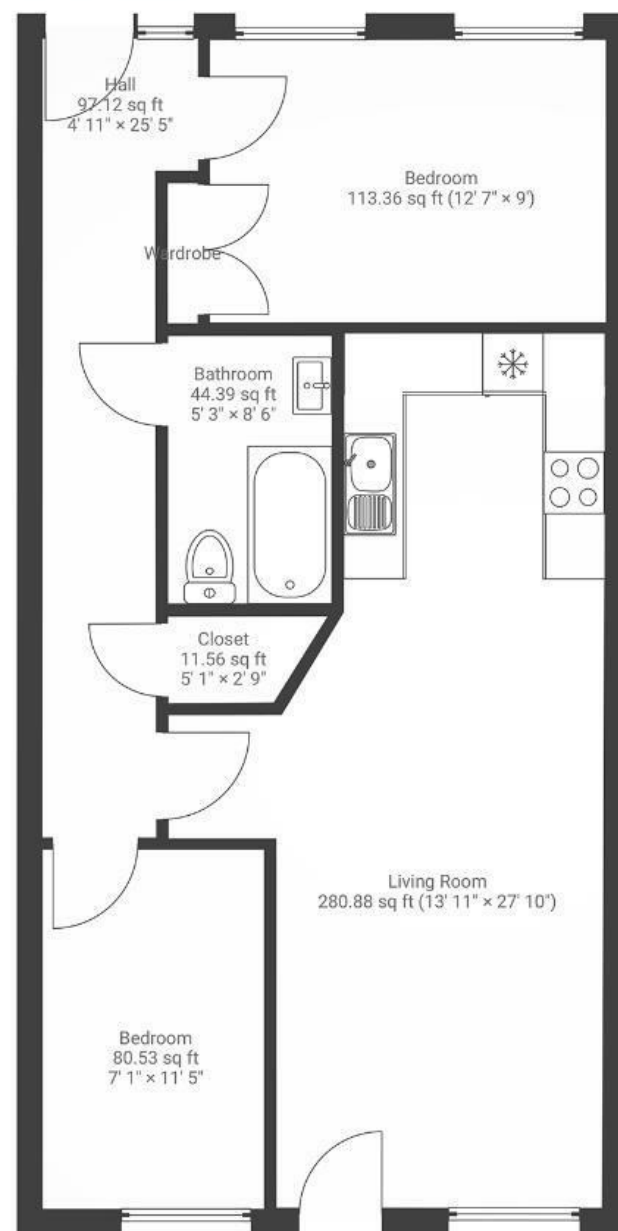 Hall
97.12 sq ft
4' 11" × 25' 5"
Bedroom
113.36 sq ft (12' 7" × 9')
Wardrobe
Bathroom
44.39 sq ft
5' 3" × 8' 6"
Closet
11.56 sq ft
5' 1" × 2' 9"
Living Room
280.88 sq ft (13' 11" × 27' 10")
Bedroom
80.53 sq ft
7' 1" × 11' 5"